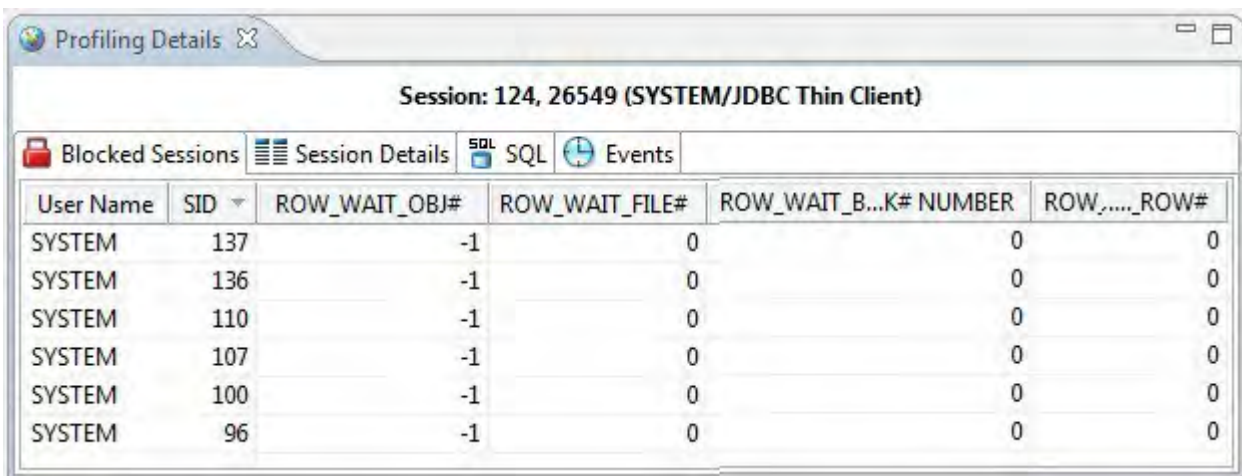 Profiling Details
Session: 124, 26549 (SYSTEM/JDBC Thin Client)
Blocked Sessions Session Details SQL SQL Events
User Name SID ROW_WAIT_OBJ# ROW_WAIT_FILE# ROW_WAIT_B...K# NUMBER ROW,....._ROW#
SYSTEM 137 -1 0 0 0
SYSTEM 136 -1 0 0 0
SYSTEM 110 -1 0 0 0
SYSTEM 107 -1 0 0 0
SYSTEM 100 -1 0 0 0
SYSTEM 96 -1 0 0 0